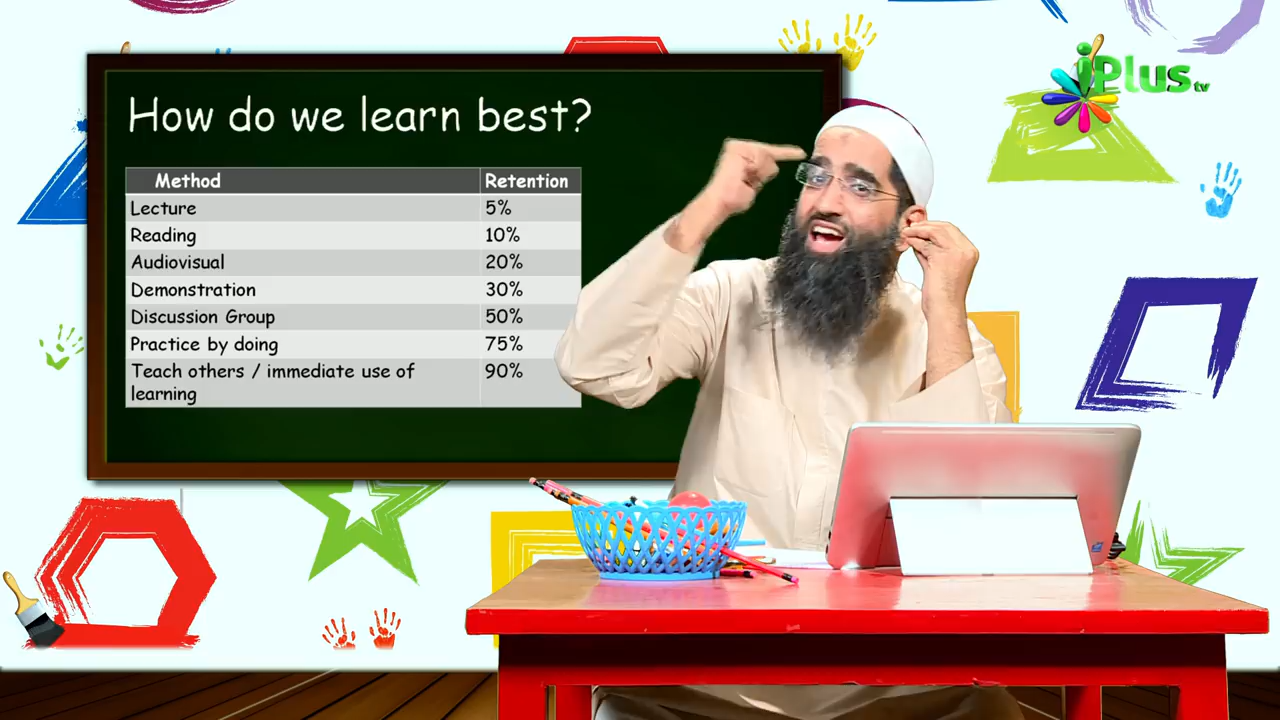 iPlus tv
How do we learn best?
Method Retention
Lecture 5%
Reading 10%
Audiovisual 20%
Demonstration 30%
Discussion Group 50%
Practice by doing 75%
Teach others / immediate use of 90%
learning